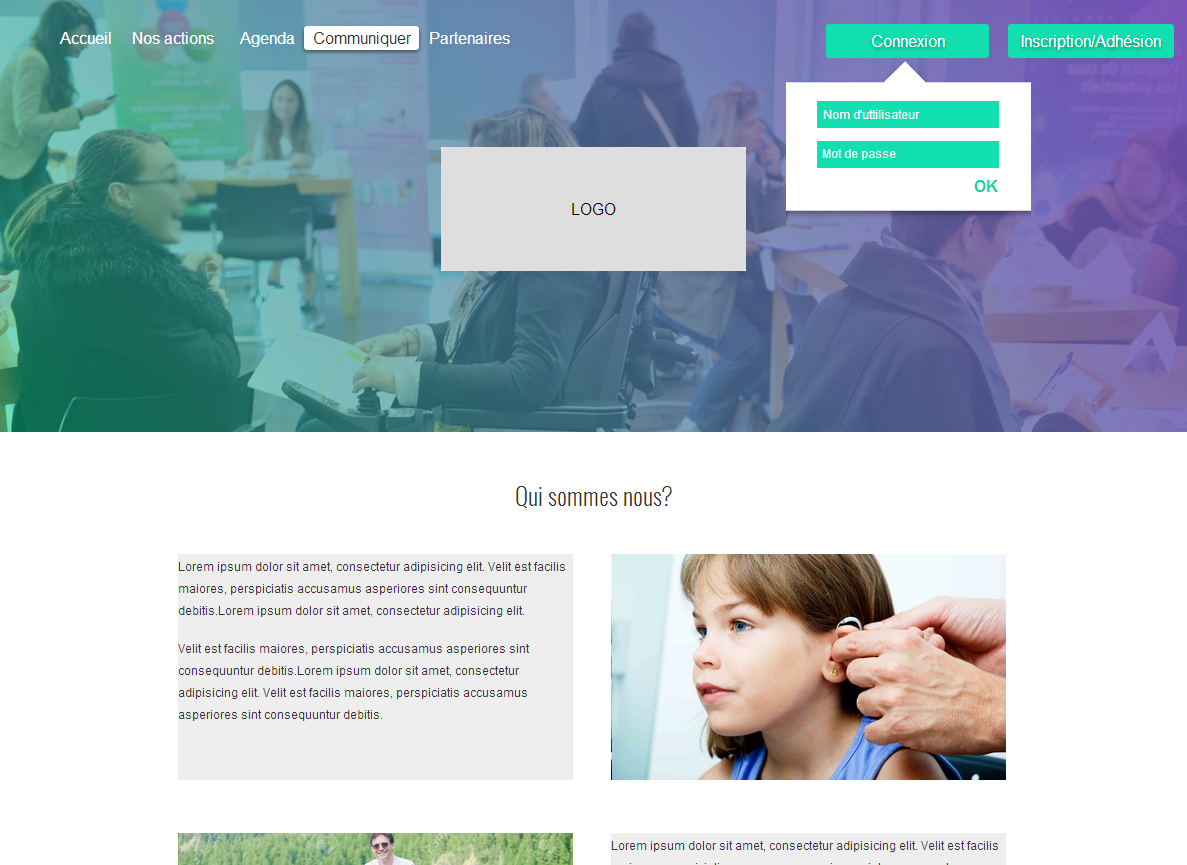 Accueil
Nos actions
Agenda
Communiquer
Partenaires
Connexion
Inscription/Adhésion
Nom d'uttilisateur
Mot de passe
OK
LOGO
Qui sommes nous?
Lorem ipsum dolor sit amet, consectetur adipisicing elit. Velit est facilis
maiores, perspiciatis accusamus asperiores sint consequuntur
debitis.Lorem ipsum dolor sit amet, consectetur adipisicing elit.
Velit est facilis maiores, perspiciatis accusamus asperiores sint
consequuntur debitis.Lorem ipsum dolor sit amet, consectetur
adipisicing elit. Velit est facilis maiores, perspiciatis accusamus
asperiores sint consequuntur debitis.
Lorem ipsum dolor sit amet, consectetur adipisicing elit. Velit est facilis